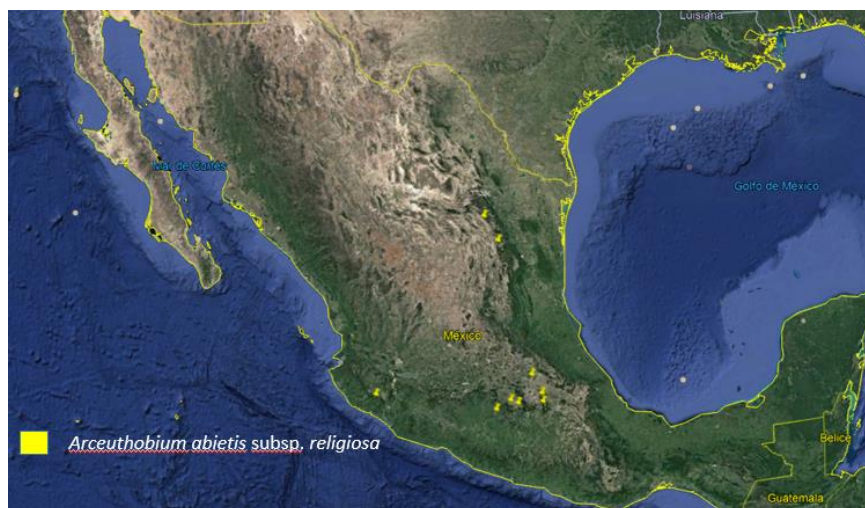 Luisiana
Mar de Cortés
Golfo de México
México
Arceuthobium abietis subsp. religiosa
Belice
Guatemala